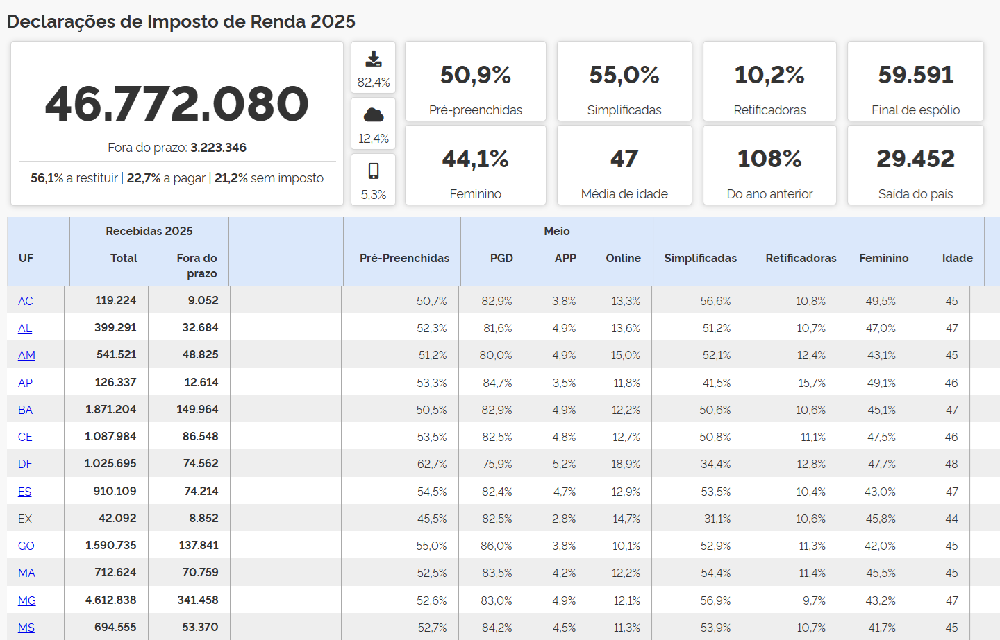 Declarações de Imposto de Renda 2025
46.772.080
Fora do prazo: 3.223.346
56,1% a restituir | 22,7% a pagar | 21,2% sem imposto
82,4%
12,4%
5,3%
50,9%
Pré-preenchidas
55,0%
Simplificadas
10,2%
Retificadoras
59.591
Final de espólio
44,1%
Feminino
47
Média de idade
108%
Do ano anterior
29.452
Saída do país
Recebidas 2025 Meio
UF Total Fora do prazo Pré-Preenchidas PGD APP Online Simplificadas Retificadoras Feminino Idade
AC 119.224 9.052 50,7% 82,9% 3,8% 13,3% 56,6% 10,8% 49,5% 45
AL 399.291 32.684 52,3% 81,6% 4,9% 13,6% 51,2% 10,7% 47,0% 47
AM 541.521 48.825 51,2% 80,0% 4,9% 15,0% 52,1% 12,4% 43,1% 45
AP 126.337 12.614 53,3% 84,7% 3,5% 11,8% 41,5% 15,7% 49,1% 46
BA 1.871.204 149.964 50,5% 82,9% 4,9% 12,2% 50,6% 10,6% 45,1% 47
CE 1.087.984 86.548 53,5% 82,5% 4,8% 12,7% 50,8% 11,1% 47,5% 46
DF 1.025.695 74.562 62,7% 75,9% 5,2% 18,9% 34,4% 12,8% 47,7% 48
ES 910.109 74.214 54,5% 82,4% 4,7% 12,9% 53,5% 10,4% 43,0% 47
EX 42.092 8.852 45,5% 82,5% 2,8% 14,7% 31,1% 10,6% 45,8% 44
GO 1.590.735 137.841 55,0% 86,0% 3,8% 10,1% 52,9% 11,3% 42,0% 45
MA 712.624 70.759 52,5% 83,5% 4,2% 12,2% 54,4% 11,4% 45,5% 45
MG 4.612.838 341.458 52,6% 83,0% 4,9% 12,1% 56,9% 9,7% 43,2% 47
MS 694.555 53.370 52,7% 84,2% 4,5% 11,3% 53,9% 10,7% 41,7% 45